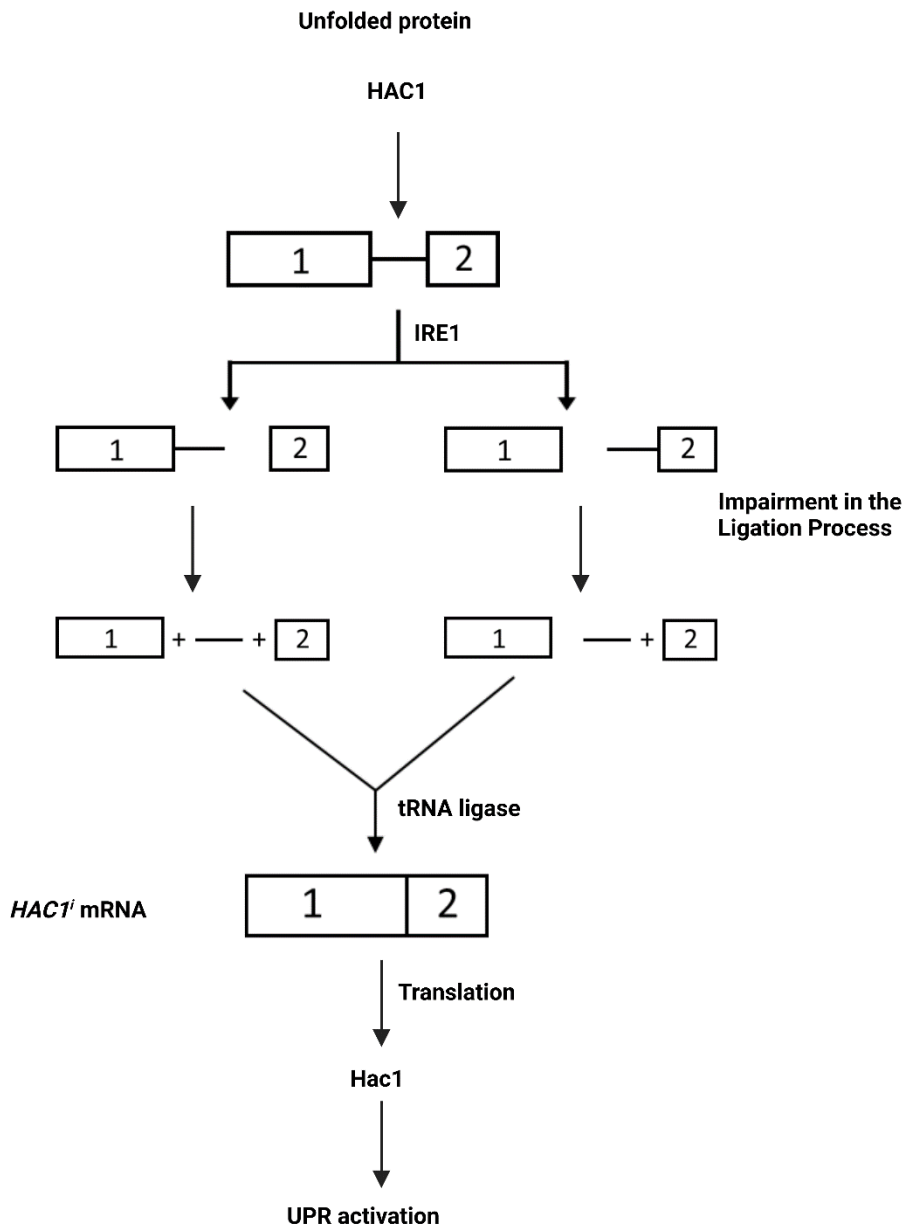 Unfolded protein
HAC1
1 2
IRE1
1 2 1 2
Impairment in the
Ligation Process
1 + + 2 1 + 2
tRNA ligase
HAC1ⁱ mRNA 1 2
Translation
Hac1
UPR activation